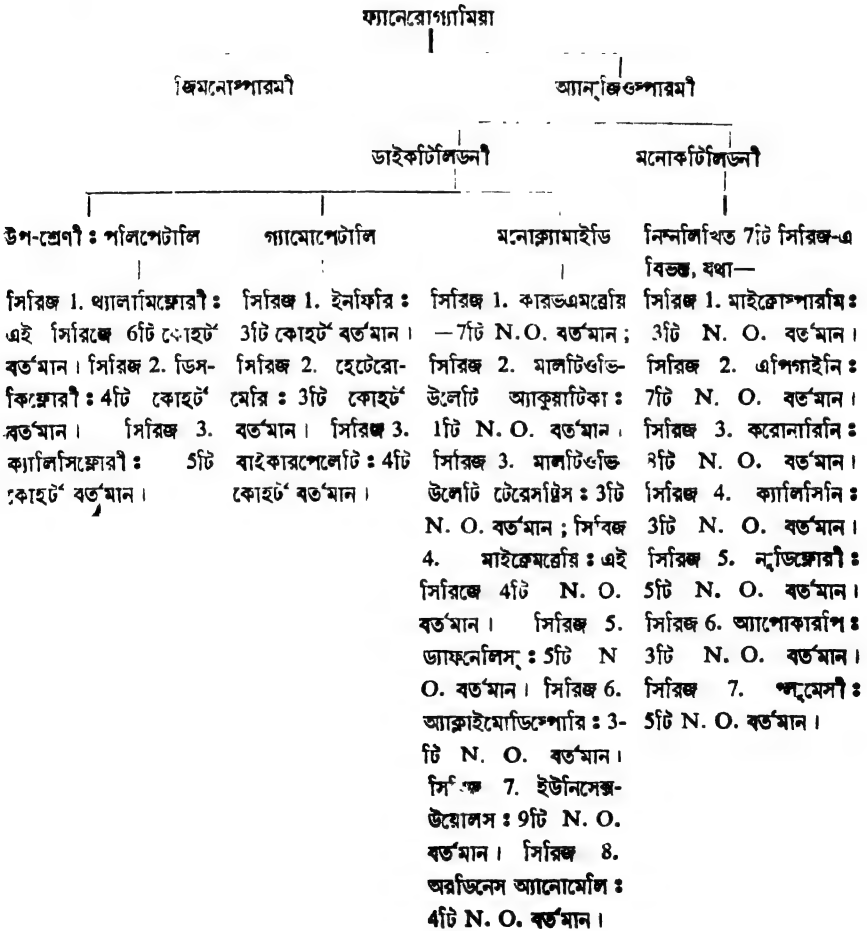 ফ্যানেরোগ্যামিয়া
জিমনোস্পারমী
অ্যানজিওস্পারমী
ডাইকটিলিডনী
মনোকটিলিডনী
উপ-শ্রেণী : পলিপেটালি
সিরিজ 1. থ্যালামিফ্লোরী :
এই সিরিজে 6টি কোহর্ট
বর্তমান। সিরিজ 2. ডিস-
কিফ্লোরী : 4টি কোহর্ট
বর্তমান। সিরিজ 3.
ক্যালিসিফ্লোরী : 5টি
কোহর্ট বর্তমান।
গ্যামোপেটালি
সিরিজ 1. ইনফিরি :
3টি কোহর্ট বর্তমান।
সিরিজ 2. হেটেরো-
মেরি : 3টি কোহর্ট
বর্তমান। সিরিজ 3.
বাইকারপেলেটি : 4টি
কোহর্ট বর্তমান।
মনোক্ল্যামাইডি
সিরিজ 1. কারভএমব্রেয়ি
—7টি N.O. বর্তমান ;
সিরিজ 2. মালটিওভি-
উলেটি অ্যাকুয়াটিকা :
1টি N. O. বর্তমান।
সিরিজ 3. মালটিওভি
উলেটি টেরেসট্রিস : 3টি
N. O. বর্তমান ; সিরিজ
4. মাইক্রেমব্রেয়ি : এই
সিরিজে 4টি N. O.
বর্তমান। সিরিজ 5.
ড্যাফনেলিস্ : 5টি N
O. বর্তমান। সিরিজ 6.
অ্যাক্লাইমোডিস্পোরি : 3-
টি N. O. বর্তমান।
সিরিজ 7. ইউনিসেক্স-
উয়োলস : 9টি N. O.
বর্তমান। সিরিজ 8.
অরডিনেস অ্যানোমেলি :
4টি N. O. বর্তমান।
নিম্নলিখিত 7টি সিরিজ-এ
বিভক্ত, যথা—
সিরিজ 1. মাইক্রোস্পারমি :
3টি N. O. বর্তমান।
সিরিজ 2. এপিগাইনি :
7টি N. O. বর্তমান।
সিরিজ 3. করোনারিনি :
8টি N. O. বর্তমান।
সিরিজ 4. ক্যালিসিনি :
3টি N. O. বর্তমান।
সিরিজ 5. নুডিফ্লোরী :
5টি N. O. বর্তমান।
সিরিজ 6. অ্যাপোকারপি :
3টি N. O. বর্তমান।
সিরিজ 7. গ্লুমেসী :
5টি N. O. বর্তমান।